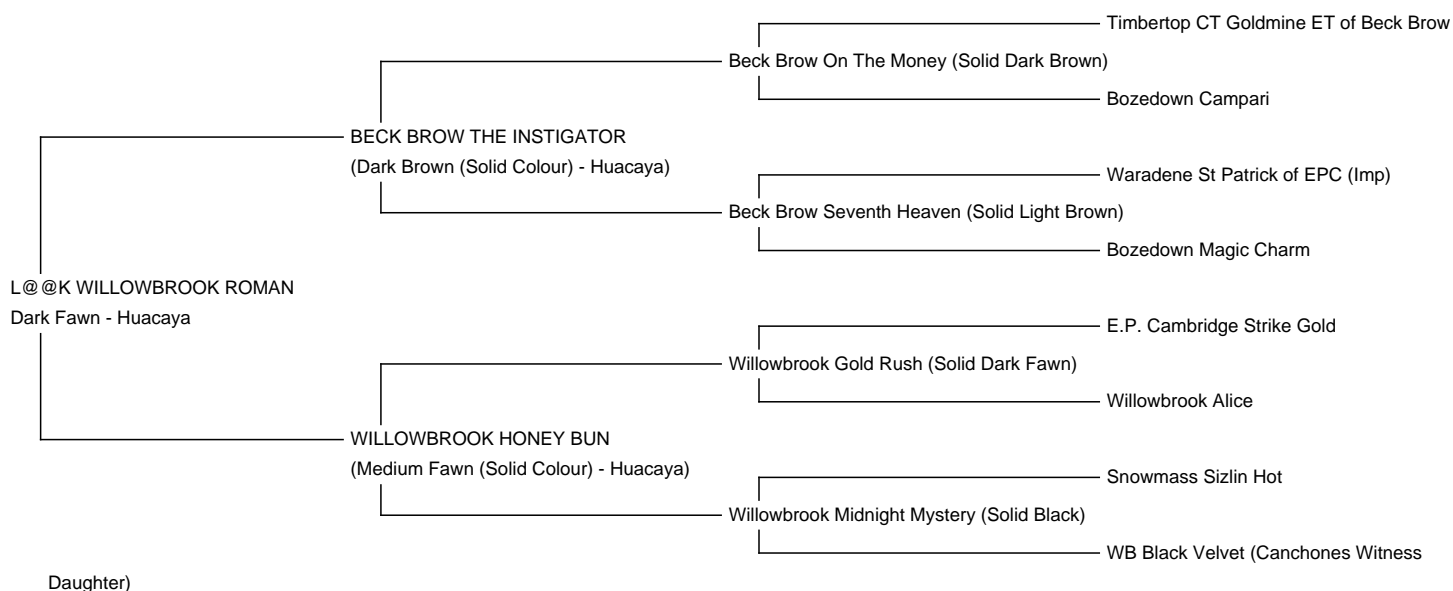 Timbertop CT Goldmine ET of Beck Brow
Beck Brow On The Money (Solid Dark Brown)
Bozedown Campari
BECK BROW THE INSTIGATOR
(Dark Brown (Solid Colour) - Huacaya)
Waradene St Patrick of EPC (Imp)
Beck Brow Seventh Heaven (Solid Light Brown)
Bozedown Magic Charm
L@@K WILLOWBROOK ROMAN
Dark Fawn - Huacaya
E.P. Cambridge Strike Gold
Willowbrook Gold Rush (Solid Dark Fawn)
Willowbrook Alice
WILLOWBROOK HONEY BUN
(Medium Fawn (Solid Colour) - Huacaya)
Snowmass Sizlin Hot
Willowbrook Midnight Mystery (Solid Black)
WB Black Velvet (Canchones Witness
Daughter)